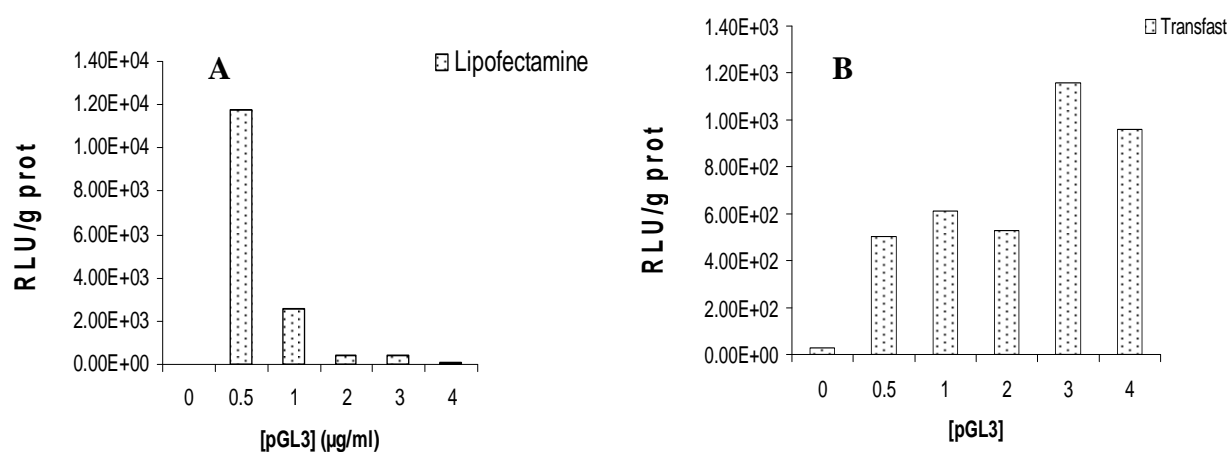 A
Lipofectamine
RLU/g prot
1.40E+04
1.20E+04
1.00E+04
8.00E+03
6.00E+03
4.00E+03
2.00E+03
0.00E+00
0 0.5 1 2 3 4
[pGL3] (µg/ml)
B
Transfast
RLU/g prot
1.40E+03
1.20E+03
1.00E+03
8.00E+02
6.00E+02
4.00E+02
2.00E+02
0.00E+00
0 0.5 1 2 3 4
[pGL3]